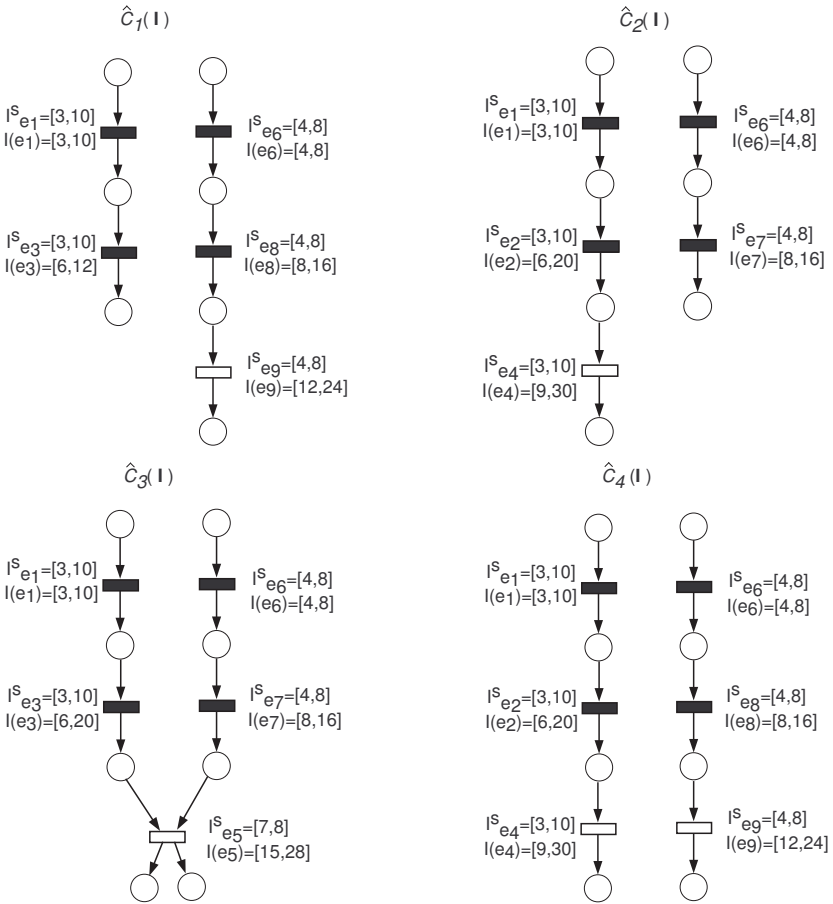 Ĉ1(I)
I^s e1=[3,10]
I(e1)=[3,10]
I^s e6=[4,8]
I(e6)=[4,8]
I^s e3=[3,10]
I(e3)=[6,12]
I^s e8=[4,8]
I(e8)=[8,16]
I^s e9=[4,8]
I(e9)=[12,24]
Ĉ2(I)
I^s e1=[3,10]
I(e1)=[3,10]
I^s e6=[4,8]
I(e6)=[4,8]
I^s e2=[3,10]
I(e2)=[6,20]
I^s e7=[4,8]
I(e7)=[8,16]
I^s e4=[3,10]
I(e4)=[9,30]
Ĉ3(I)
I^s e1=[3,10]
I(e1)=[3,10]
I^s e6=[4,8]
I(e6)=[4,8]
I^s e3=[3,10]
I(e3)=[6,20]
I^s e7=[4,8]
I(e7)=[8,16]
I^s e5=[7,8]
I(e5)=[15,28]
Ĉ4(I)
I^s e1=[3,10]
I(e1)=[3,10]
I^s e6=[4,8]
I(e6)=[4,8]
I^s e2=[3,10]
I(e2)=[6,20]
I^s e8=[4,8]
I(e8)=[8,16]
I^s e4=[3,10]
I(e4)=[9,30]
I^s e9=[4,8]
I(e9)=[12,24]